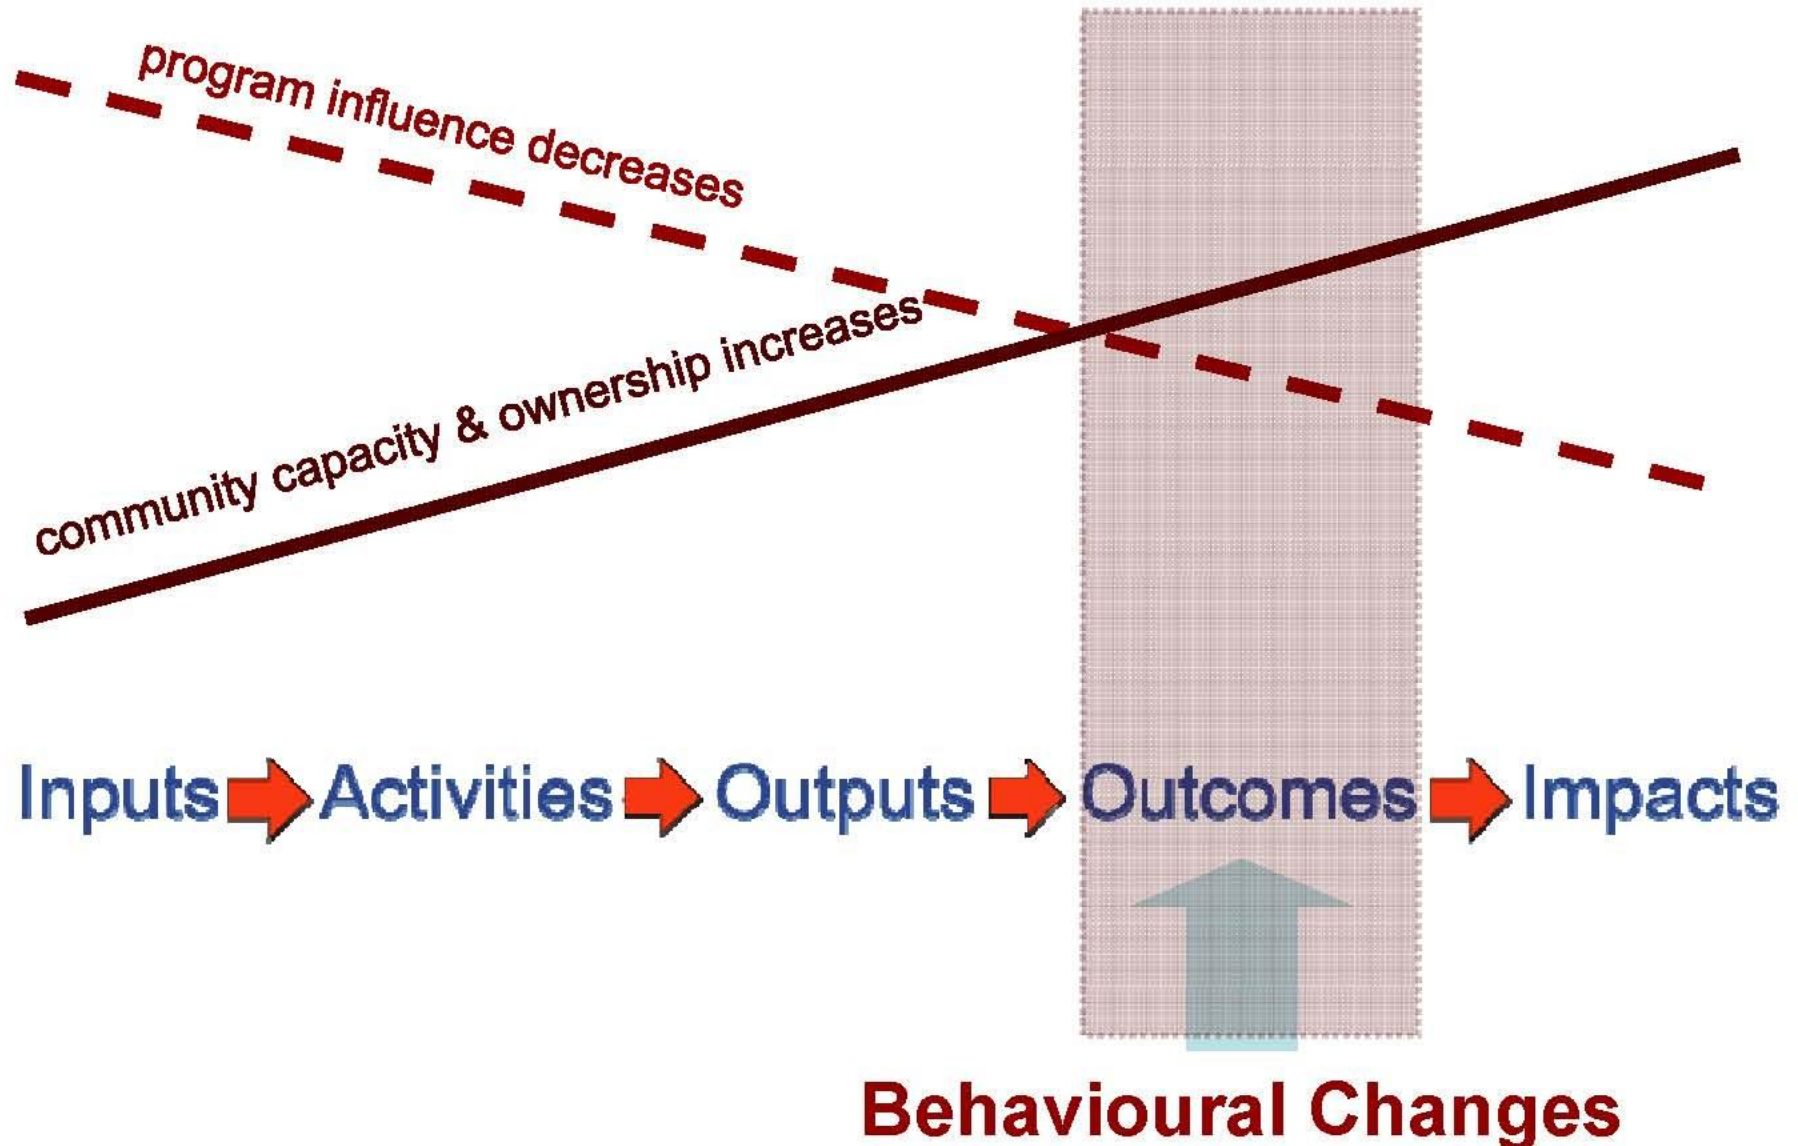 program influence decreases
community capacity & ownership increases
Inputs Activities Outputs Outcomes Impacts
Behavioural Changes